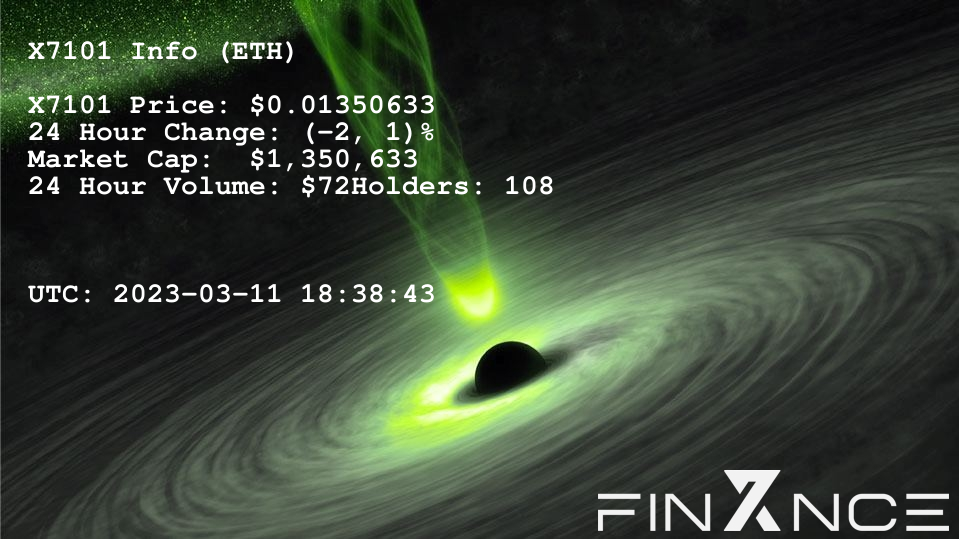 X7101 Info (ETH)
X7101 Price: $0.01350633
24 Hour Change: (-2, 1)%
Market Cap:  $1,350,633
24 Hour Volume: $72Holders: 108
UTC: 2023-03-11 18:38:43
FINANCE